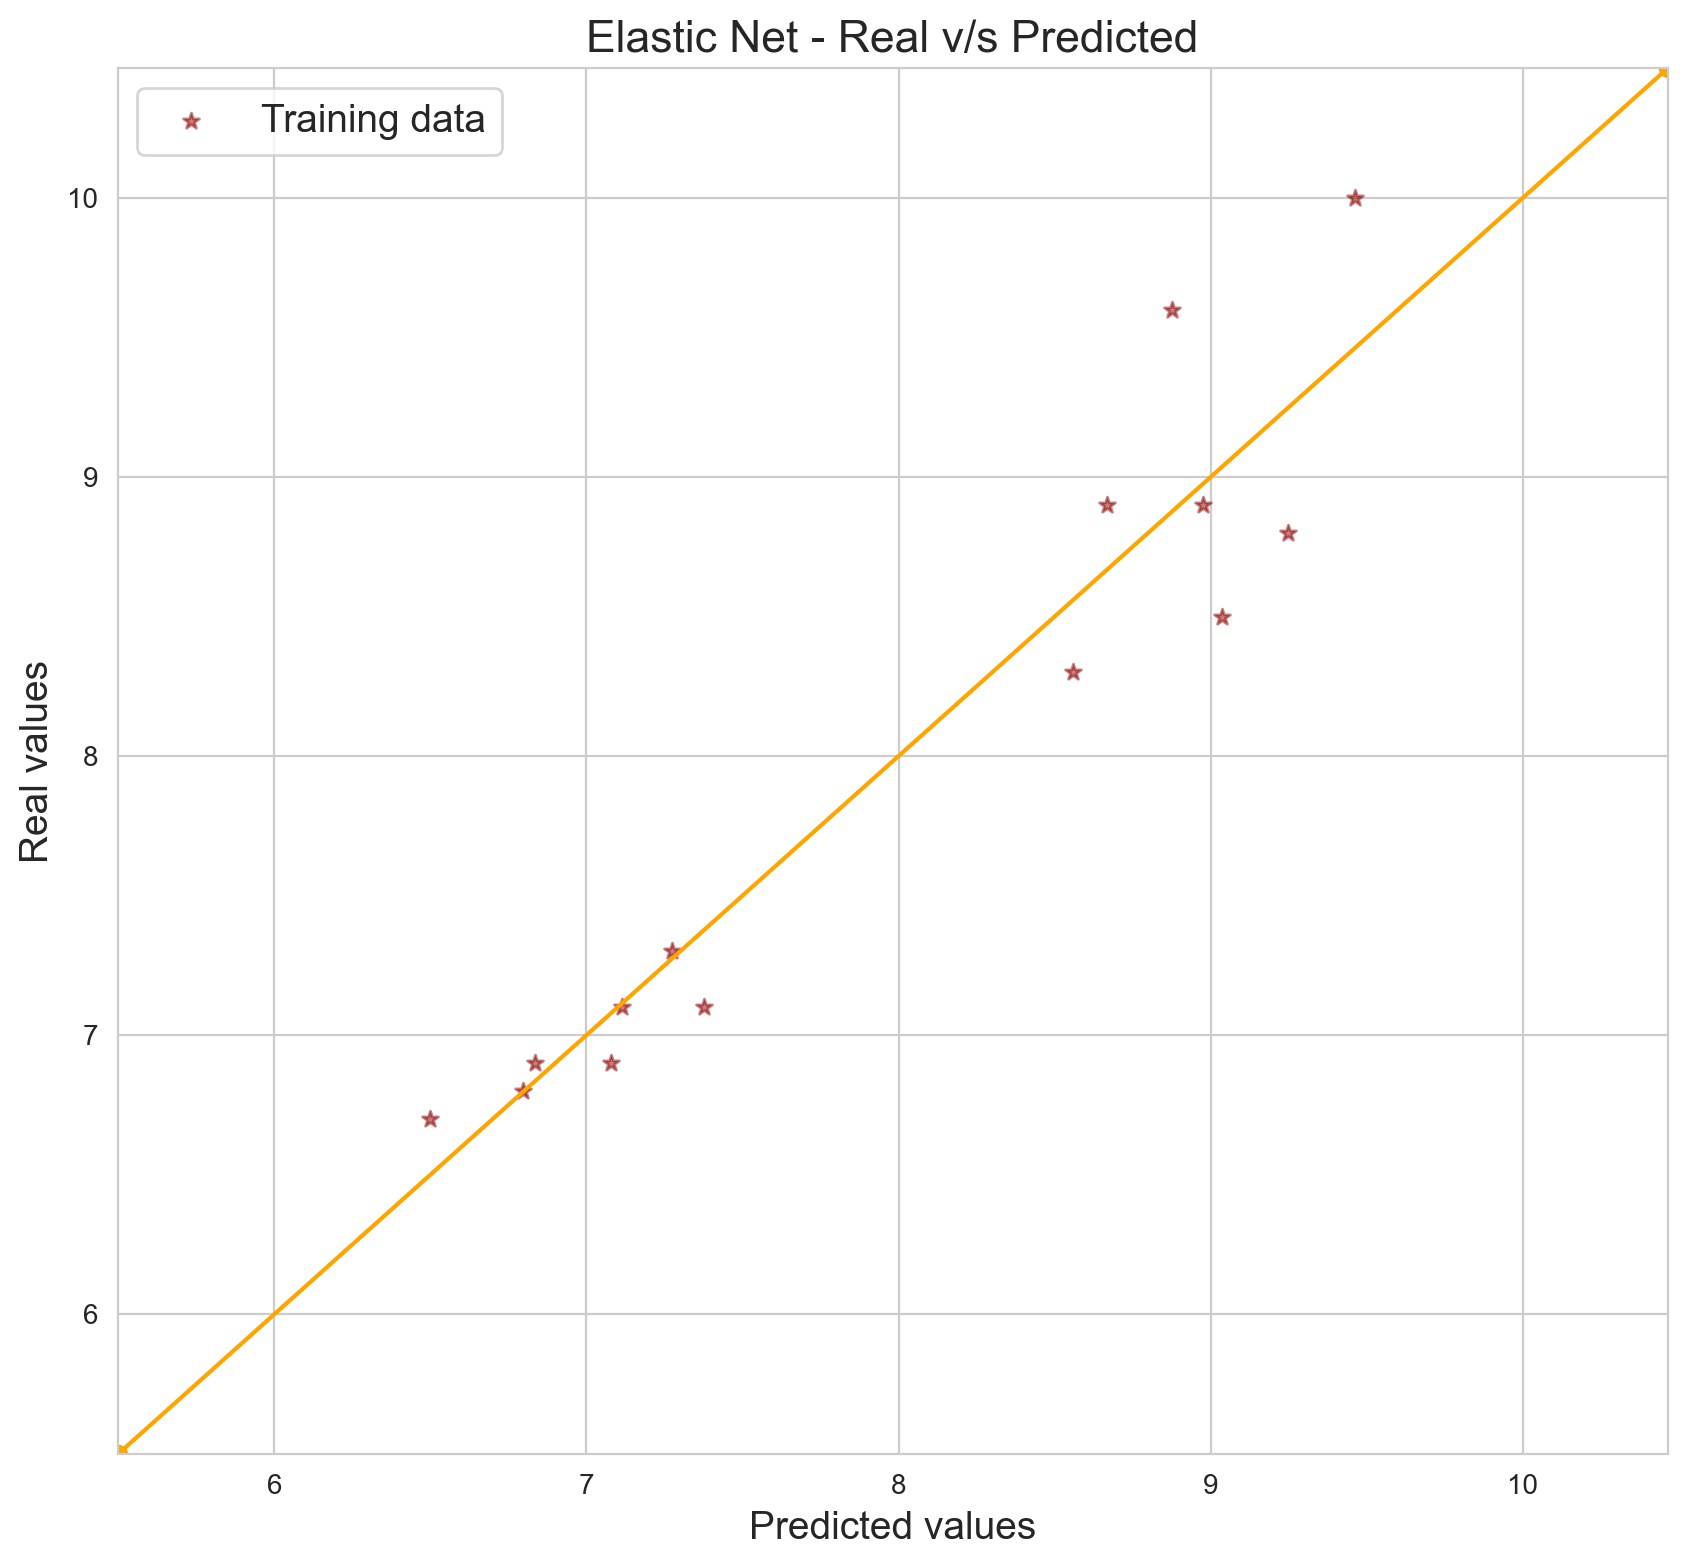 Elastic Net - Real v/s Predicted
Training data
10
9
8
7
6
Real values
6
7
8
9
10
Predicted values